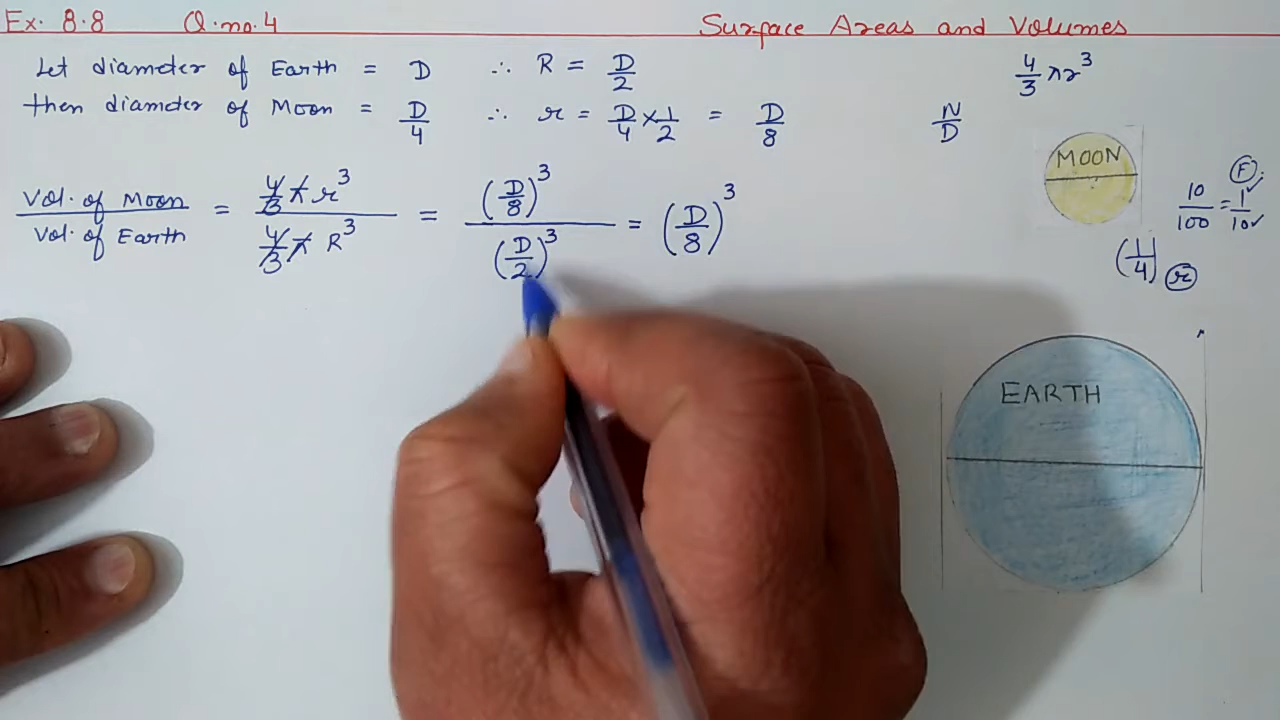 Ex. 8.8 Q.no.4 Surface Areas and Volumes
Let diameter of Earth = D ∴ R = D/2
then diameter of Moon = D/4 ∴ r = D/4 × 1/2 = D/8
4/3 πr³
N/D
MOON
Vol. of Moon / Vol. of Earth = 4/3 π r³ / 4/3 π R³ = (D/8)³ / (D/2)³ = (D/8)³
F
10/100 = 1/10
(1/4) r
EARTH